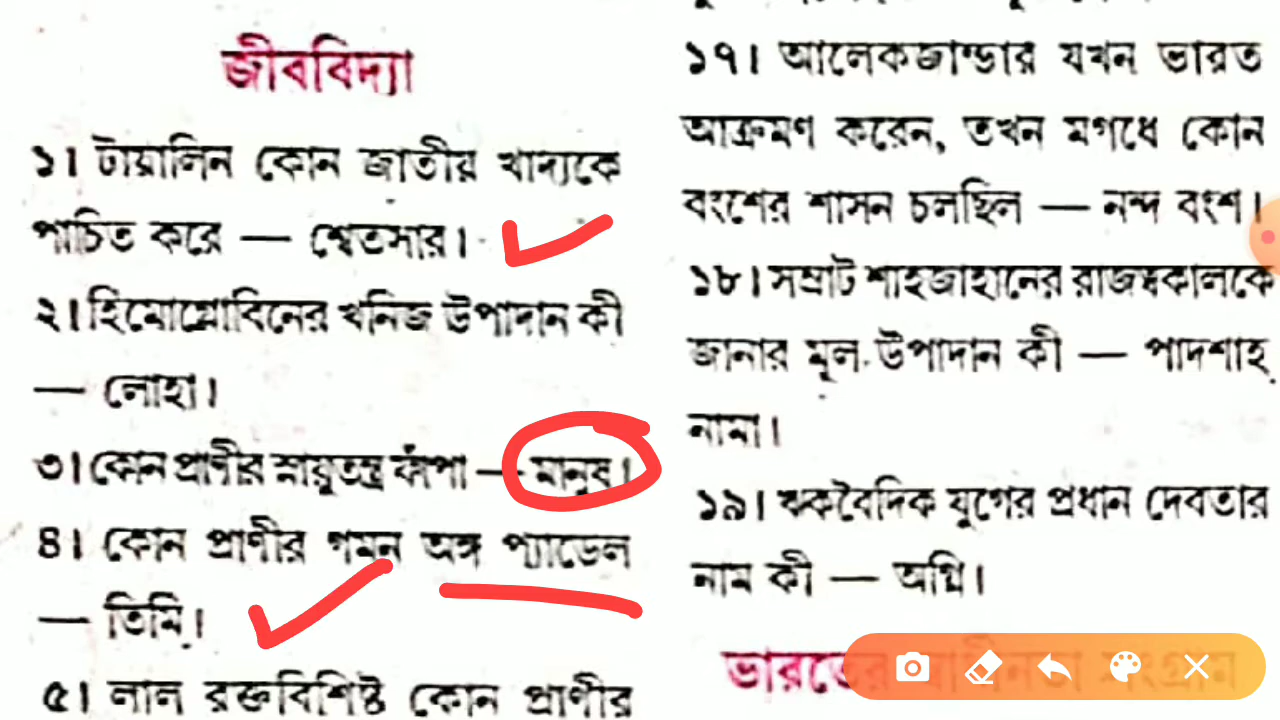 জীববিদ্যা
১। টায়ালিন কোন জাতীয় খাদ্যকে
পাচিত করে — শ্বেতসার।
২। হিমোগ্লোবিনের খনিজ উপাদান কী
— লোহা।
৩। কোন প্রাণীর স্নায়ুতন্ত্র ফাঁপা — মানুষ।
৪। কোন প্রাণীর গমন অঙ্গ প্যাডেল
— তিমি।
৫। লাল রক্তবিশিষ্ট কোন প্রাণীর
১৭। আলেকজান্ডার যখন ভারত
আক্রমণ করেন, তখন মগধে কোন
বংশের শাসন চলছিল — নন্দ বংশ।
১৮। সম্রাট শাহজাহানের রাজত্বকালকে
জানার মূল উপাদান কী — পাদশাহ
নামা।
১৯। ঋকবৈদিক যুগের প্রধান দেবতার
নাম কী — অগ্নি।
ভারতের স্বাধীনতা সংগ্রাম